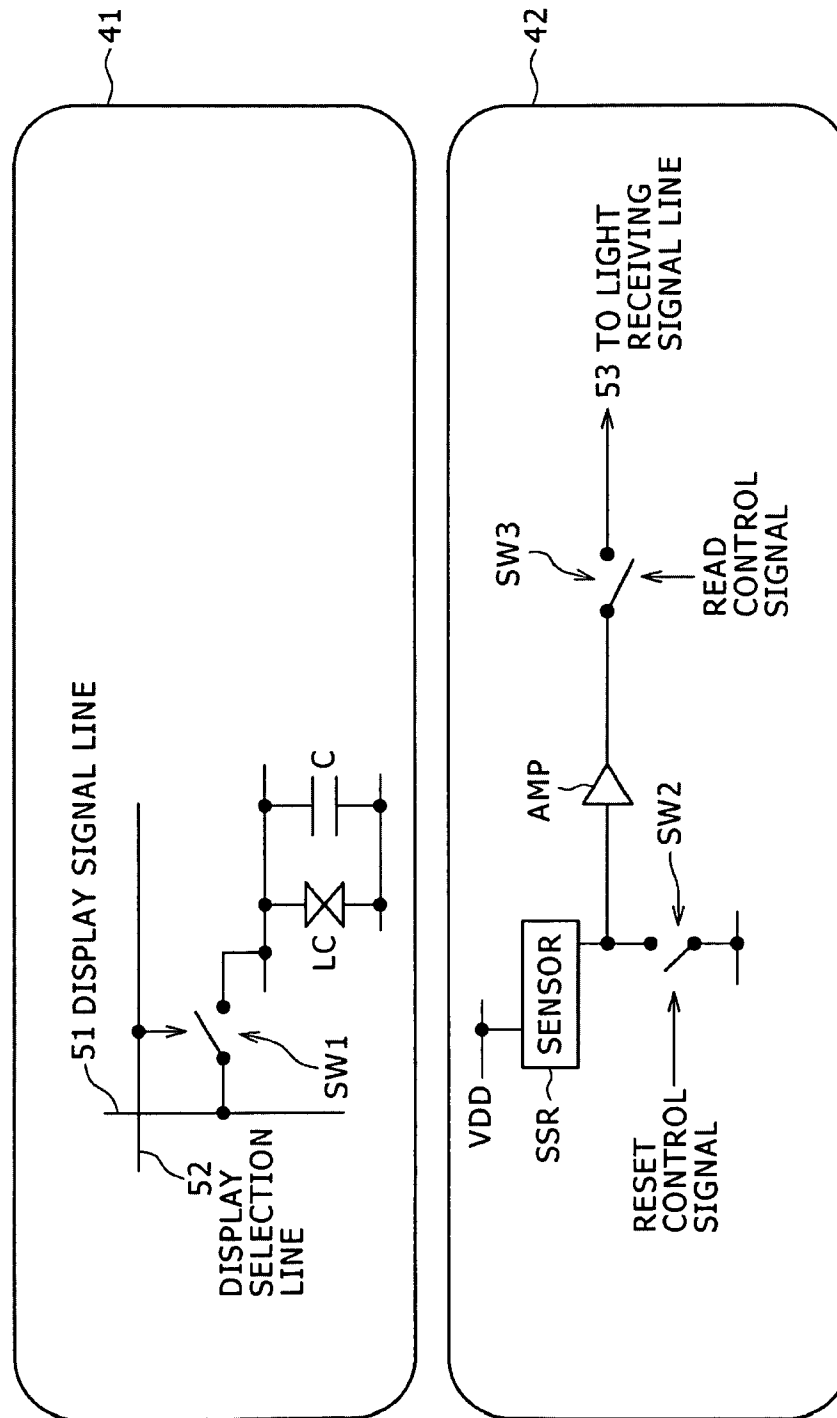 41
51 DISPLAY SIGNAL LINE
52
DISPLAY
SELECTION
LINE
SW1
LC
C
42
VDD
SSR
SENSOR
RESET
CONTROL
SIGNAL
SW2
AMP
SW3
READ
CONTROL
SIGNAL
53 TO LIGHT
RECEIVING
SIGNAL LINE